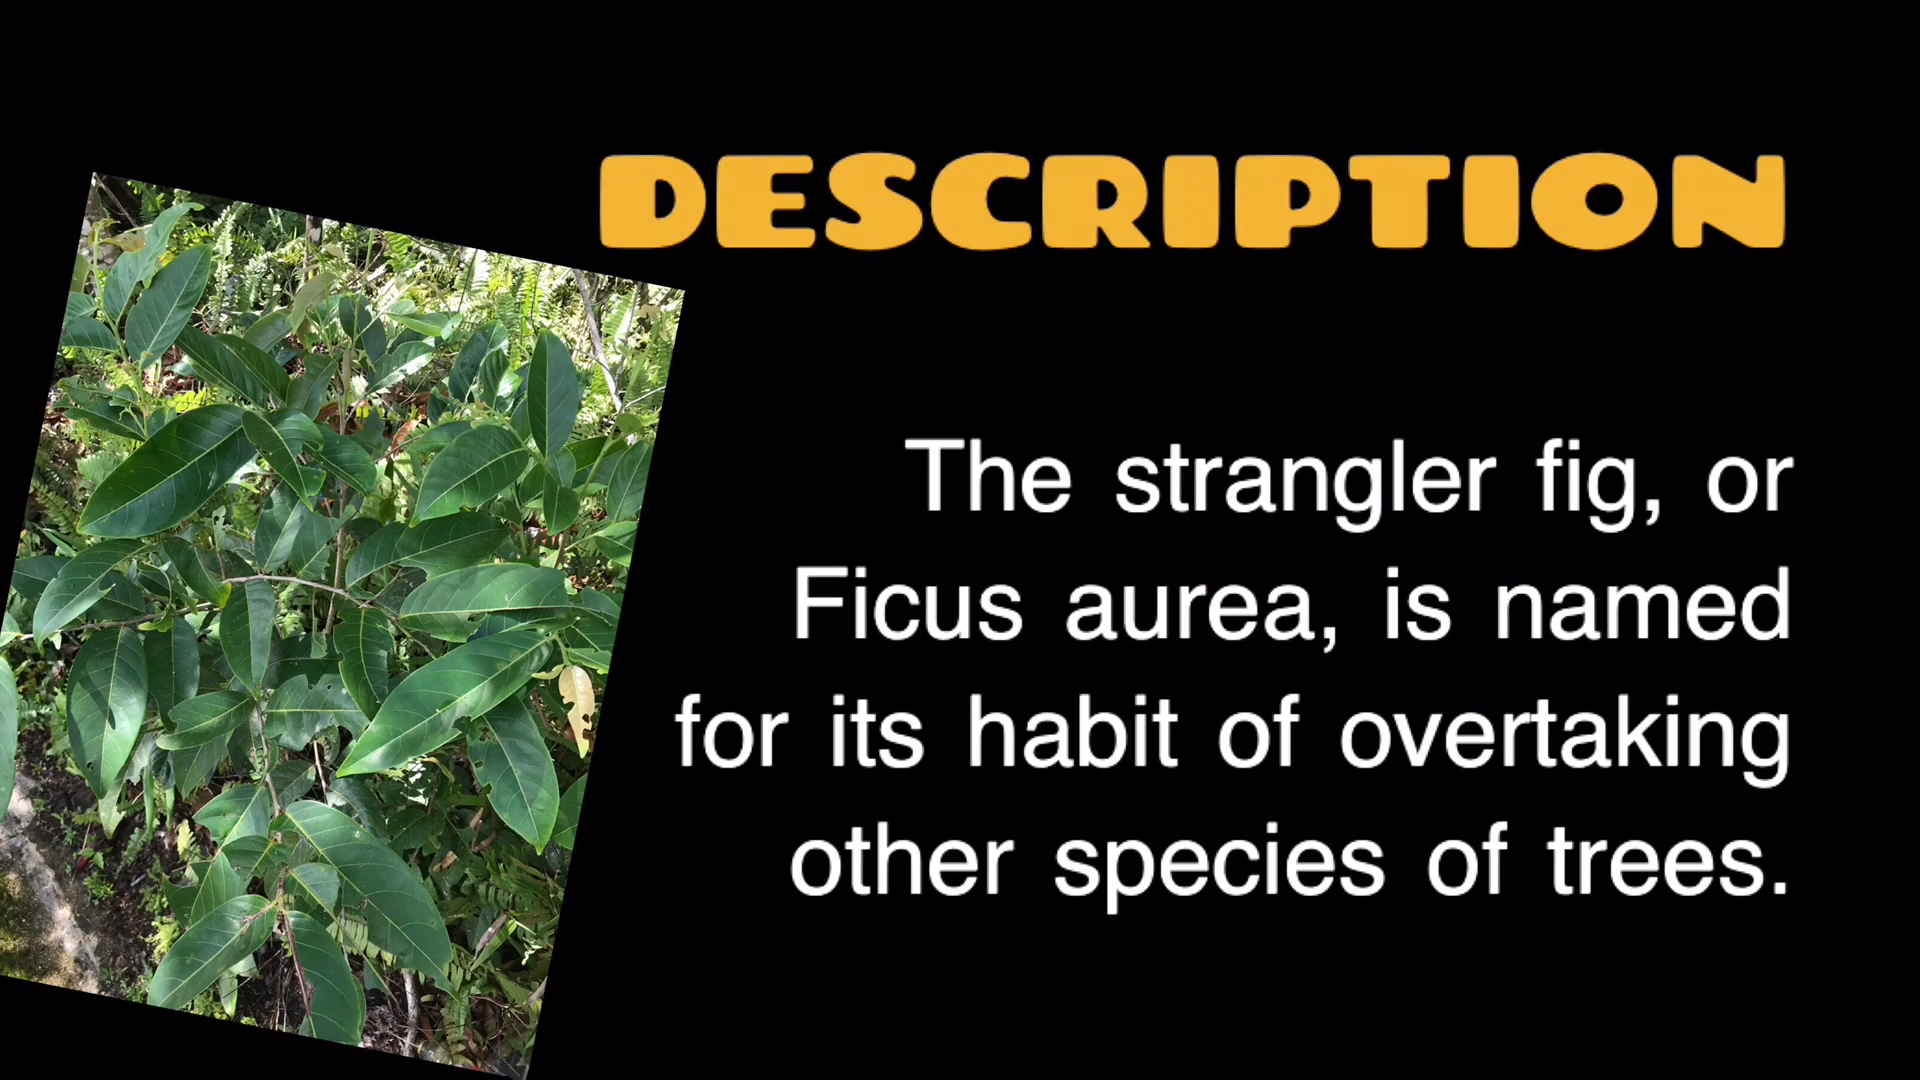 DESCRIPTION
The strangler fig, or
Ficus aurea, is named
for its habit of overtaking
other species of trees.